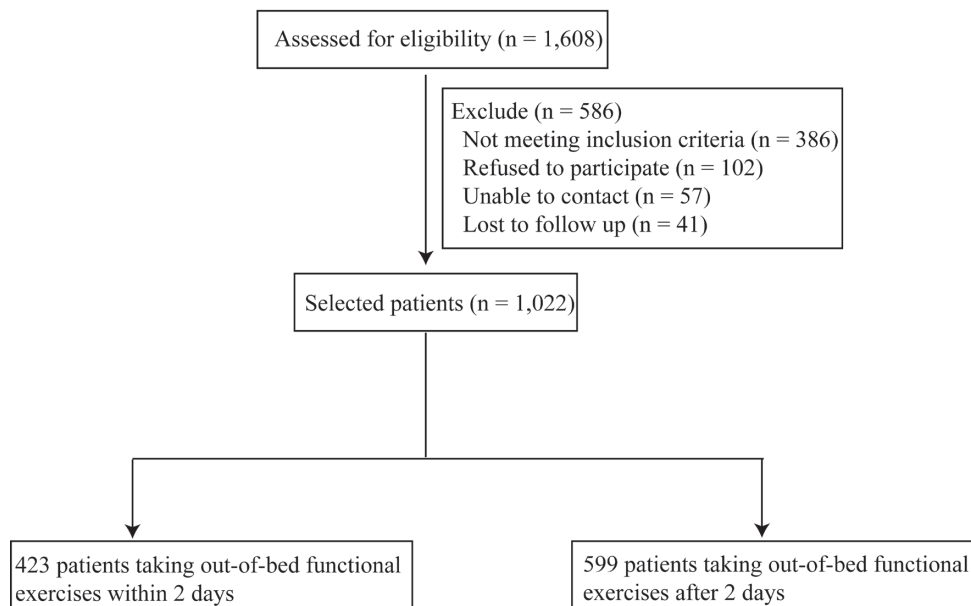 Assessed for eligibility (n = 1,608)
Exclude (n = 586)
Not meeting inclusion criteria (n = 386)
Refused to participate (n = 102)
Unable to contact (n = 57)
Lost to follow up (n = 41)
Selected patients (n = 1,022)
423 patients taking out-of-bed functional
exercises within 2 days
599 patients taking out-of-bed functional
exercises after 2 days